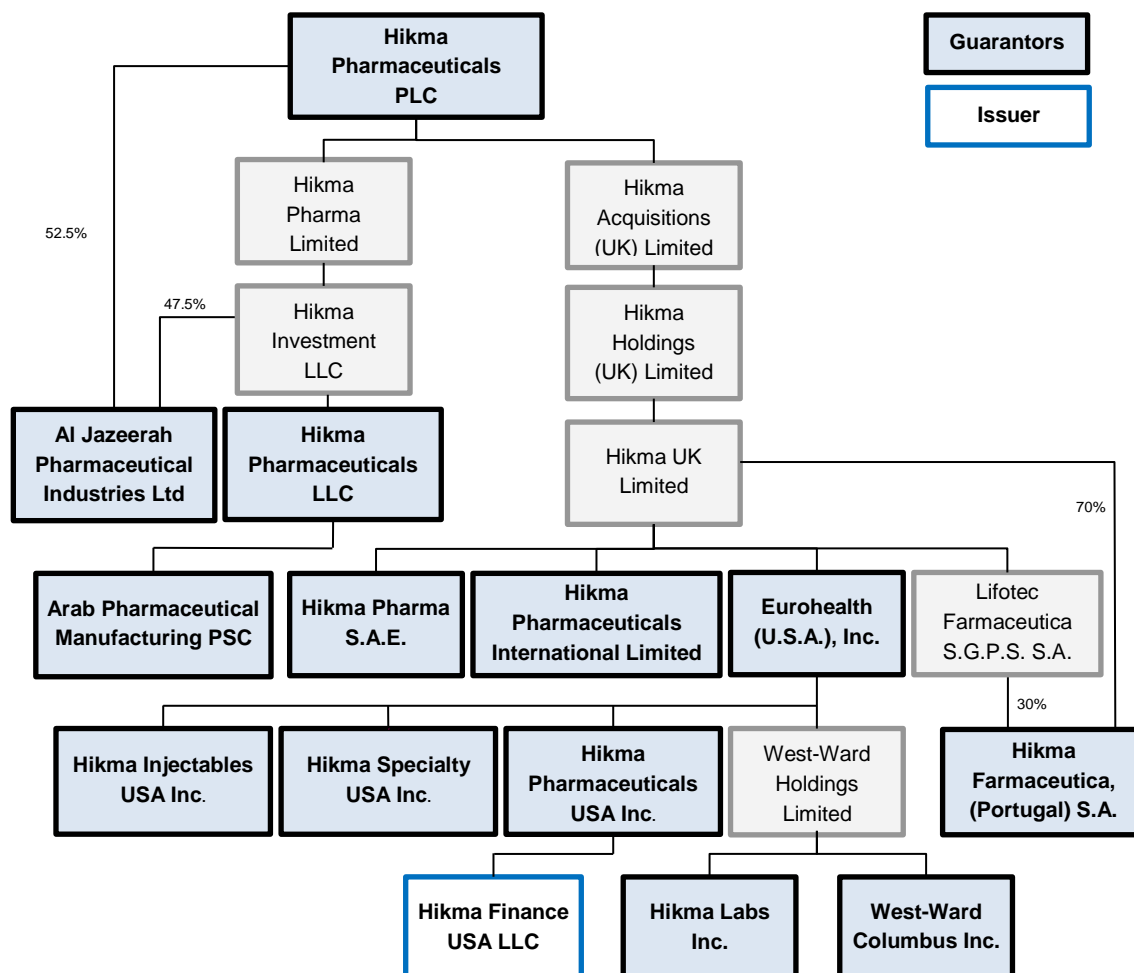 Hikma
Pharmaceuticals
PLC
Guarantors
Issuer
Hikma
Pharma
Limited
Hikma
Acquisitions
(UK) Limited
52.5%
47.5%
Hikma
Investment
LLC
Hikma
Holdings
(UK) Limited
Al Jazeerah
Pharmaceutical
Industries Ltd
Hikma
Pharmaceuticals
LLC
Hikma UK
Limited
70%
Arab Pharmaceutical
Manufacturing PSC
Hikma Pharma
S.A.E.
Hikma
Pharmaceuticals
International Limited
Eurohealth
(U.S.A.), Inc.
Lifotec
Farmaceutica
S.G.P.S. S.A.
30%
Hikma Injectables
USA Inc.
Hikma Specialty
USA Inc.
Hikma
Pharmaceuticals
USA Inc.
West-Ward
Holdings
Limited
Hikma
Farmaceutica,
(Portugal) S.A.
Hikma Finance
USA LLC
Hikma Labs
Inc.
West-Ward
Columbus Inc.